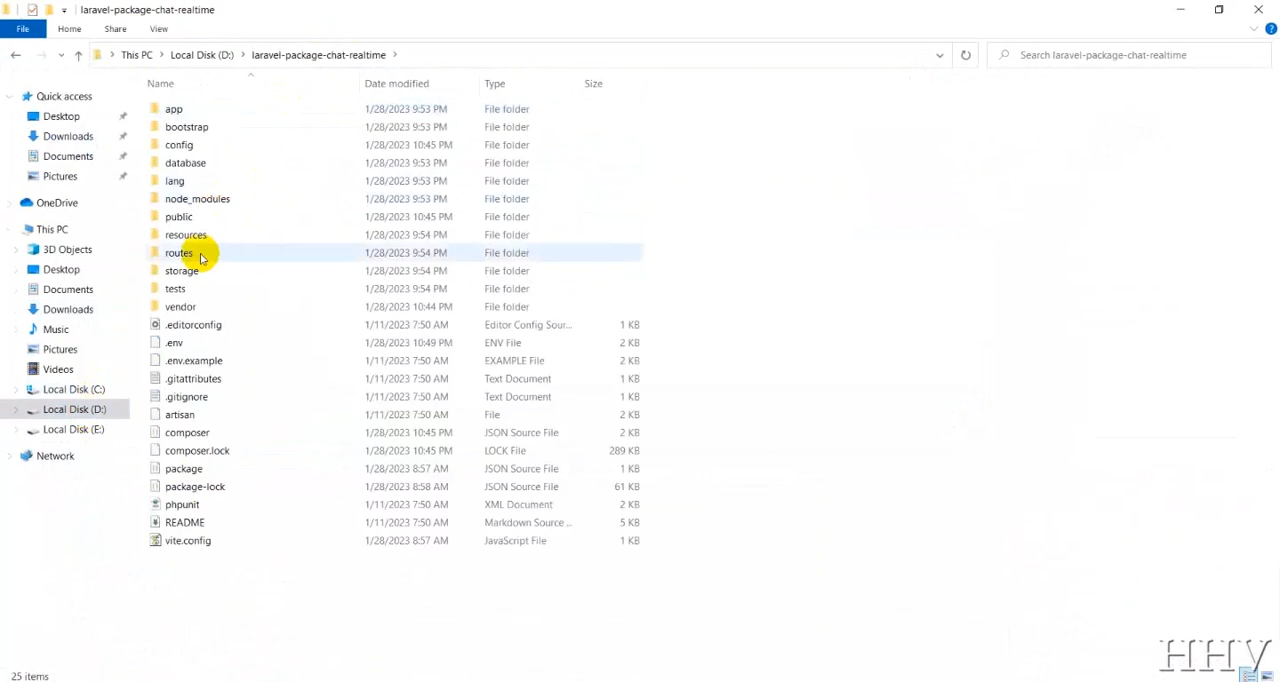 laravel-package-chat-realtime
File Home Share View
This PC Local Disk (D:) laravel-package-chat-realtime
Search laravel-package-chat-realtime
Name Date modified Type Size
Quick access
Desktop
Downloads
Documents
Pictures
OneDrive
This PC
3D Objects
Desktop
Documents
Downloads
Music
Pictures
Videos
Local Disk (C:)
Local Disk (D:)
Local Disk (E:)
Network
app 1/28/2023 9:53 PM File folder
bootstrap 1/28/2023 9:53 PM File folder
config 1/28/2023 10:45 PM File folder
database 1/28/2023 9:53 PM File folder
lang 1/28/2023 9:53 PM File folder
node_modules 1/28/2023 9:53 PM File folder
public 1/28/2023 10:45 PM File folder
resources 1/28/2023 9:54 PM File folder
routes 1/28/2023 9:54 PM File folder
storage 1/28/2023 9:54 PM File folder
tests 1/28/2023 9:54 PM File folder
vendor 1/28/2023 10:44 PM File folder
.editorconfig 1/11/2023 7:50 AM Editor Config Sour... 1 KB
.env 1/28/2023 10:49 PM ENV File 2 KB
.env.example 1/11/2023 7:50 AM EXAMPLE File 2 KB
.gitattributes 1/11/2023 7:50 AM Text Document 1 KB
.gitignore 1/11/2023 7:50 AM Text Document 1 KB
artisan 1/11/2023 7:50 AM File 2 KB
composer 1/28/2023 10:45 PM JSON Source File 2 KB
composer.lock 1/28/2023 10:45 PM LOCK File 289 KB
package 1/28/2023 8:57 AM JSON Source File 1 KB
package-lock 1/28/2023 8:58 AM JSON Source File 61 KB
phpunit 1/11/2023 7:50 AM XML Document 2 KB
README 1/11/2023 7:50 AM Markdown Source ... 5 KB
vite.config 1/28/2023 8:57 AM JavaScript File 1 KB
HHV
25 items